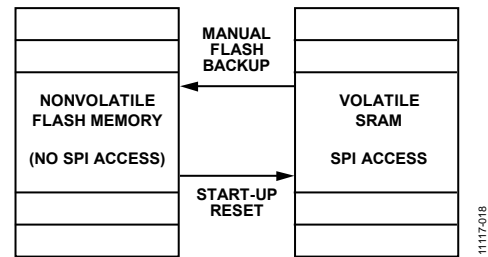 MANUAL
FLASH
BACKUP
NONVOLATILE
FLASH MEMORY
(NO SPI ACCESS)
VOLATILE
SRAM
SPI ACCESS
START-UP
RESET
11117-018